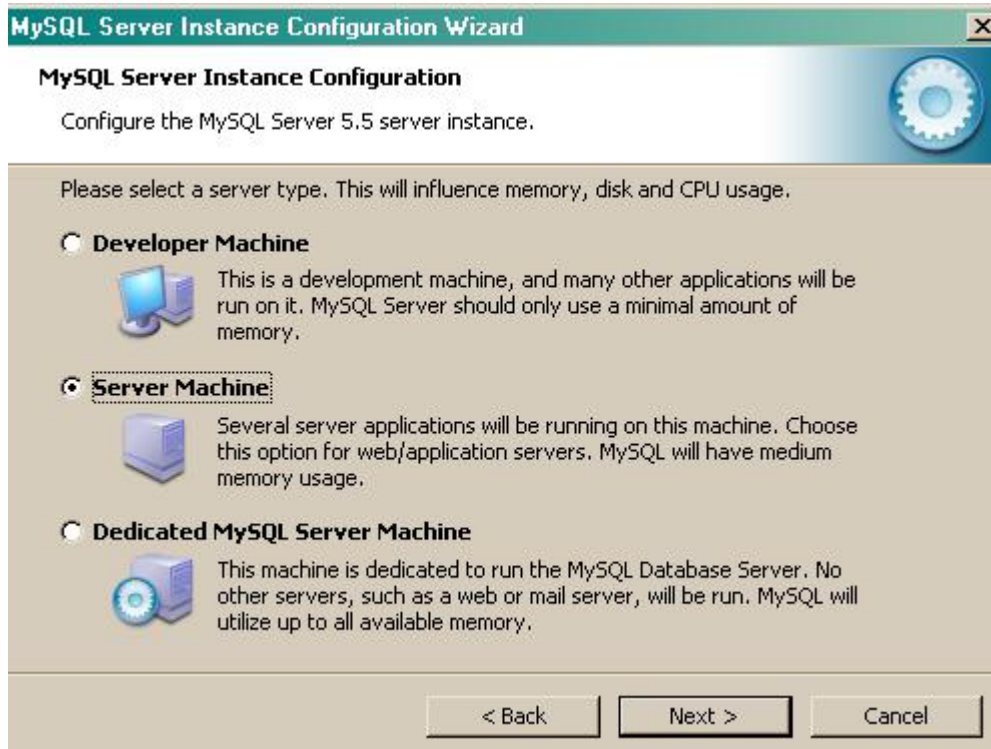 MySQL Server Instance Configuration Wizard
MySQL Server Instance Configuration
Configure the MySQL Server 5.5 server instance.
Please select a server type. This will influence memory, disk and CPU usage.
Developer Machine
This is a development machine, and many other applications will be
run on it. MySQL Server should only use a minimal amount of
memory.
Server Machine
Several server applications will be running on this machine. Choose
this option for web/application servers. MySQL will have medium
memory usage.
Dedicated MySQL Server Machine
This machine is dedicated to run the MySQL Database Server. No
other servers, such as a web or mail server, will be run. MySQL will
utilize up to all available memory.
< Back Next > Cancel